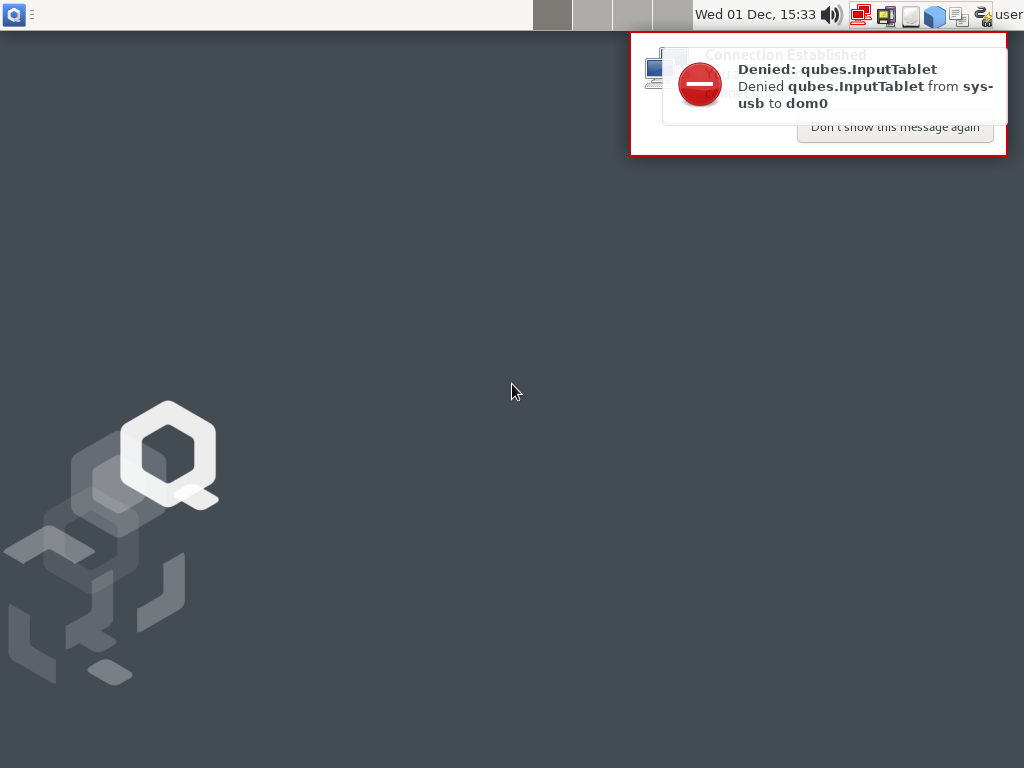 Wed 01 Dec, 15:33
user
Connection Established
Denied: qubes.InputTablet
Denied qubes.InputTablet from sys-
usb to dom0
Don't show this message again